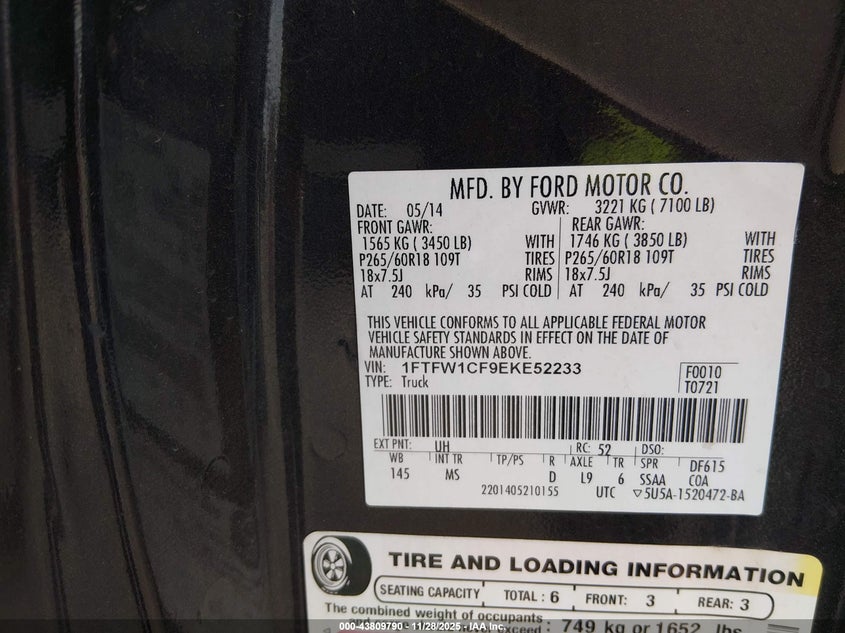 MFD. BY FORD MOTOR CO.
DATE: 05/14 GVWR: 3221 KG ( 7100 LB)
FRONT GAWR: REAR GAWR:
1565 KG ( 3450 LB) WITH 1746 KG ( 3850 LB) WITH
P265/60R18 109T TIRES P265/60R18 109T TIRES
18x7.5J RIMS 18x7.5J RIMS
AT 240 kPa/ 35 PSI COLD AT 240 kPa/ 35 PSI COLD
THIS VEHICLE CONFORMS TO ALL APPLICABLE FEDERAL MOTOR
VEHICLE SAFETY STANDARDS IN EFFECT ON THE DATE OF
MANUFACTURE SHOWN ABOVE.
VIN: 1FTFW1CF9EKE52233 F0010
TYPE: Truck T0721
EXT PNT: UH RC: 52 DSO:
WB INT TR TP/PS R AXLE TR SPR DF615
145 MS D L9 6 SSAA COA
2201405210155 UTC ▽5U5A-1520472-BA
TIRE AND LOADING INFORMATION
SEATING CAPACITY TOTAL : 6 FRONT: 3 REAR: 3
The combined weight of occupants
exceed : 749 kg or 1652 lbs.
000-43809790 - 11/28/2025 - IAA Inc.